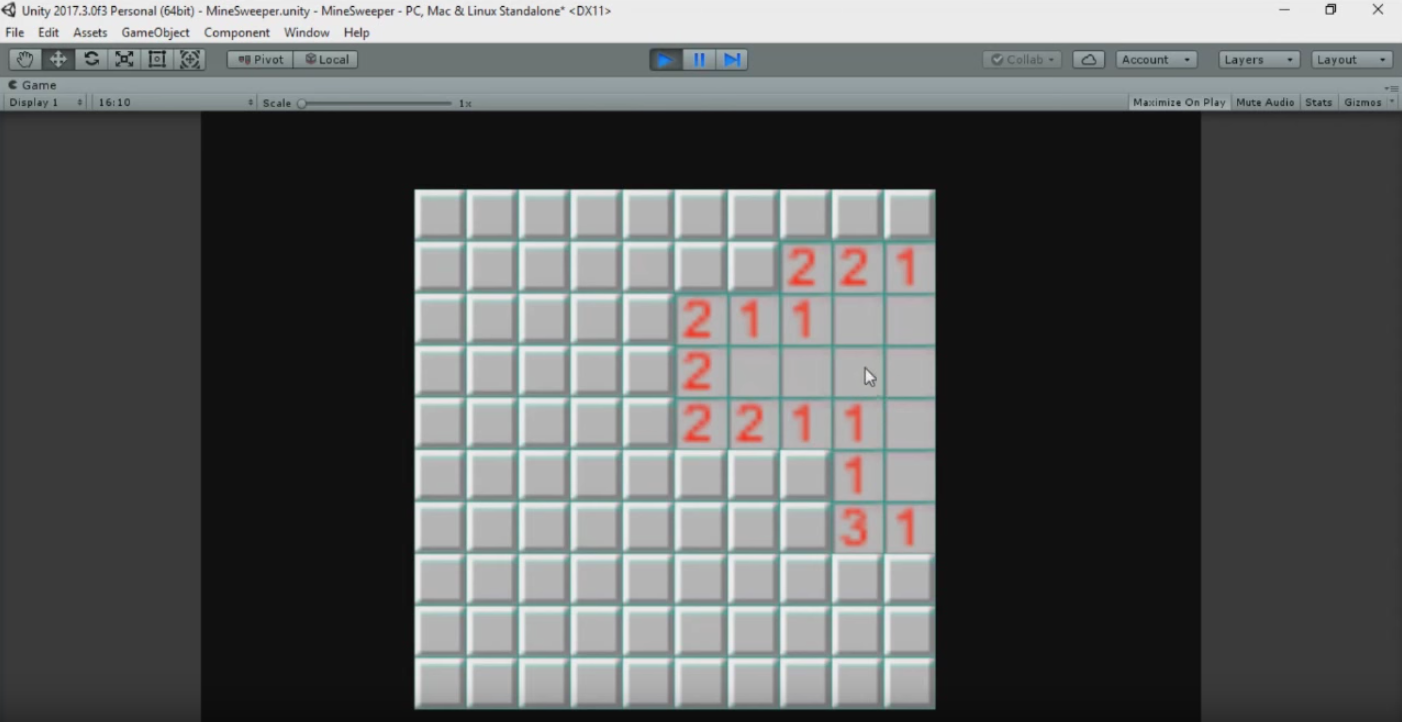 Unity 2017.3.0f3 Personal (64bit) - MineSweeper.unity - MineSweeper - PC, Mac & Linux Standalone* <DX11>
File Edit Assets GameObject Component Window Help
Pivot Local Collab Account Layers Layout
Game
Display 1 16:10 Scale 1x Maximize On Play Mute Audio Stats Gizmos
2 2 1
2 1 1
2
2 2 1 1
1
3 1